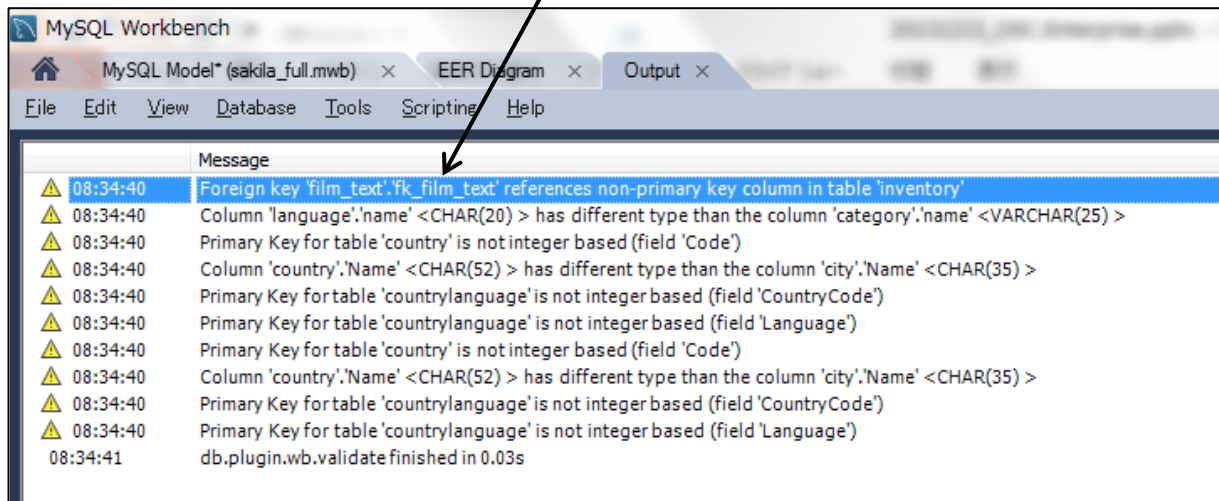 MySQL Workbench
MySQL Model* (sakila_full.mwb) × EER Diagram × Output ×
File Edit View Database Tools Scripting Help
Message
08:34:40 Foreign key 'film_text'.'fk_film_text' references non-primary key column in table 'inventory'
08:34:40 Column 'language'.'name' <CHAR(20) > has different type than the column 'category'.'name' <VARCHAR(25) >
08:34:40 Primary Key for table 'country' is not integer based (field 'Code')
08:34:40 Column 'country'.'Name' <CHAR(52) > has different type than the column 'city'.'Name' <CHAR(35) >
08:34:40 Primary Key for table 'countrylanguage' is not integer based (field 'CountryCode')
08:34:40 Primary Key for table 'countrylanguage' is not integer based (field 'Language')
08:34:40 Primary Key for table 'country' is not integer based (field 'Code')
08:34:40 Column 'country'.'Name' <CHAR(52) > has different type than the column 'city'.'Name' <CHAR(35) >
08:34:40 Primary Key for table 'countrylanguage' is not integer based (field 'CountryCode')
08:34:40 Primary Key for table 'countrylanguage' is not integer based (field 'Language')
08:34:41 db.plugin.wb.validate finished in 0.03s